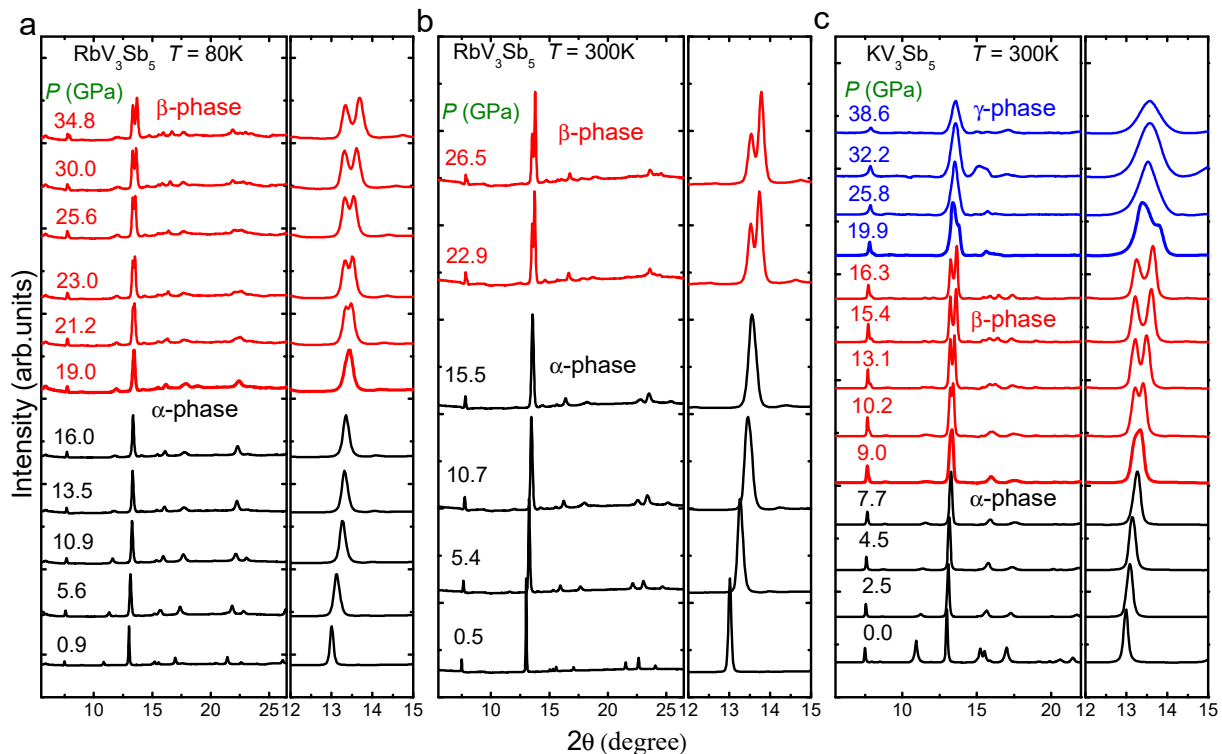 a
RbV₃Sb₅ T = 80K
P (GPa)
β-phase
34.8
30.0
25.6
23.0
21.2
19.0
α-phase
16.0
13.5
10.9
5.6
0.9
10 15 20 25 12 13 14 15
b
RbV₃Sb₅ T = 300K
P (GPa)
β-phase
26.5
22.9
α-phase
15.5
10.7
5.4
0.5
10 15 20 25 12 13 14 15
c
KV₃Sb₅ T = 300K
P (GPa)
γ-phase
38.6
32.2
25.8
19.9
16.3
15.4
β-phase
13.1
10.2
9.0
7.7
α-phase
4.5
2.5
0.0
10 15 20 12 13 14 15
Intensity (arb.units)
2θ (degree)